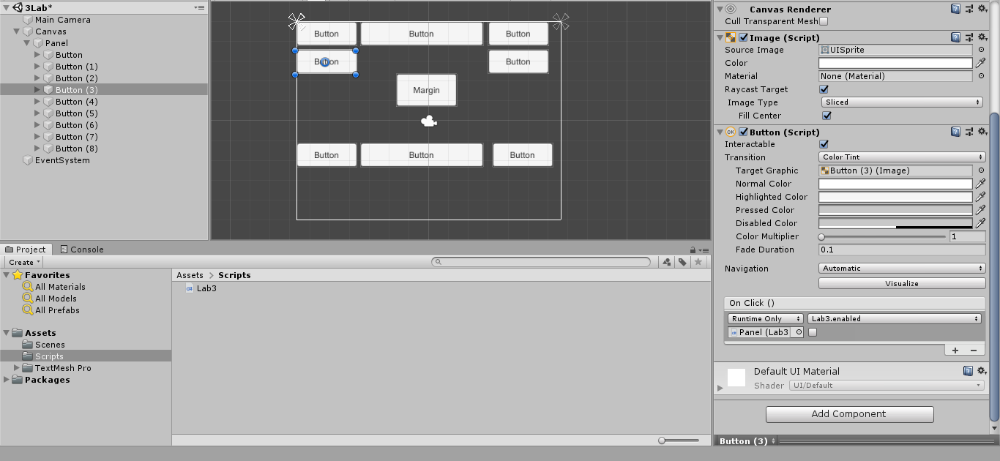 3Lab*
Main Camera
Canvas
Panel
Button
Button (1)
Button (2)
Button (3)
Button (4)
Button (5)
Button (6)
Button (7)
Button (8)
EventSystem
Button Button Button
Button Button
Margin
Button Button Button
Canvas Renderer
Cull Transparent Mesh
Image (Script)
Source Image UISprite
Color
Material None (Material)
Raycast Target
Image Type Sliced
Fill Center
OK Button (Script)
Interactable
Transition Color Tint
Target Graphic Button (3) (Image)
Normal Color
Highlighted Color
Pressed Color
Disabled Color
Color Multiplier 1
Fade Duration 0.1
Navigation Automatic
Visualize
On Click ()
Runtime Only Lab3.enabled
Panel (Lab3
+ −
Default UI Material
Shader UI/Default
Add Component
Button (3)
Project Console
Create
Favorites
All Materials
All Models
All Prefabs
Assets
Scenes
Scripts
TextMesh Pro
Packages
Assets > Scripts
C# Lab3